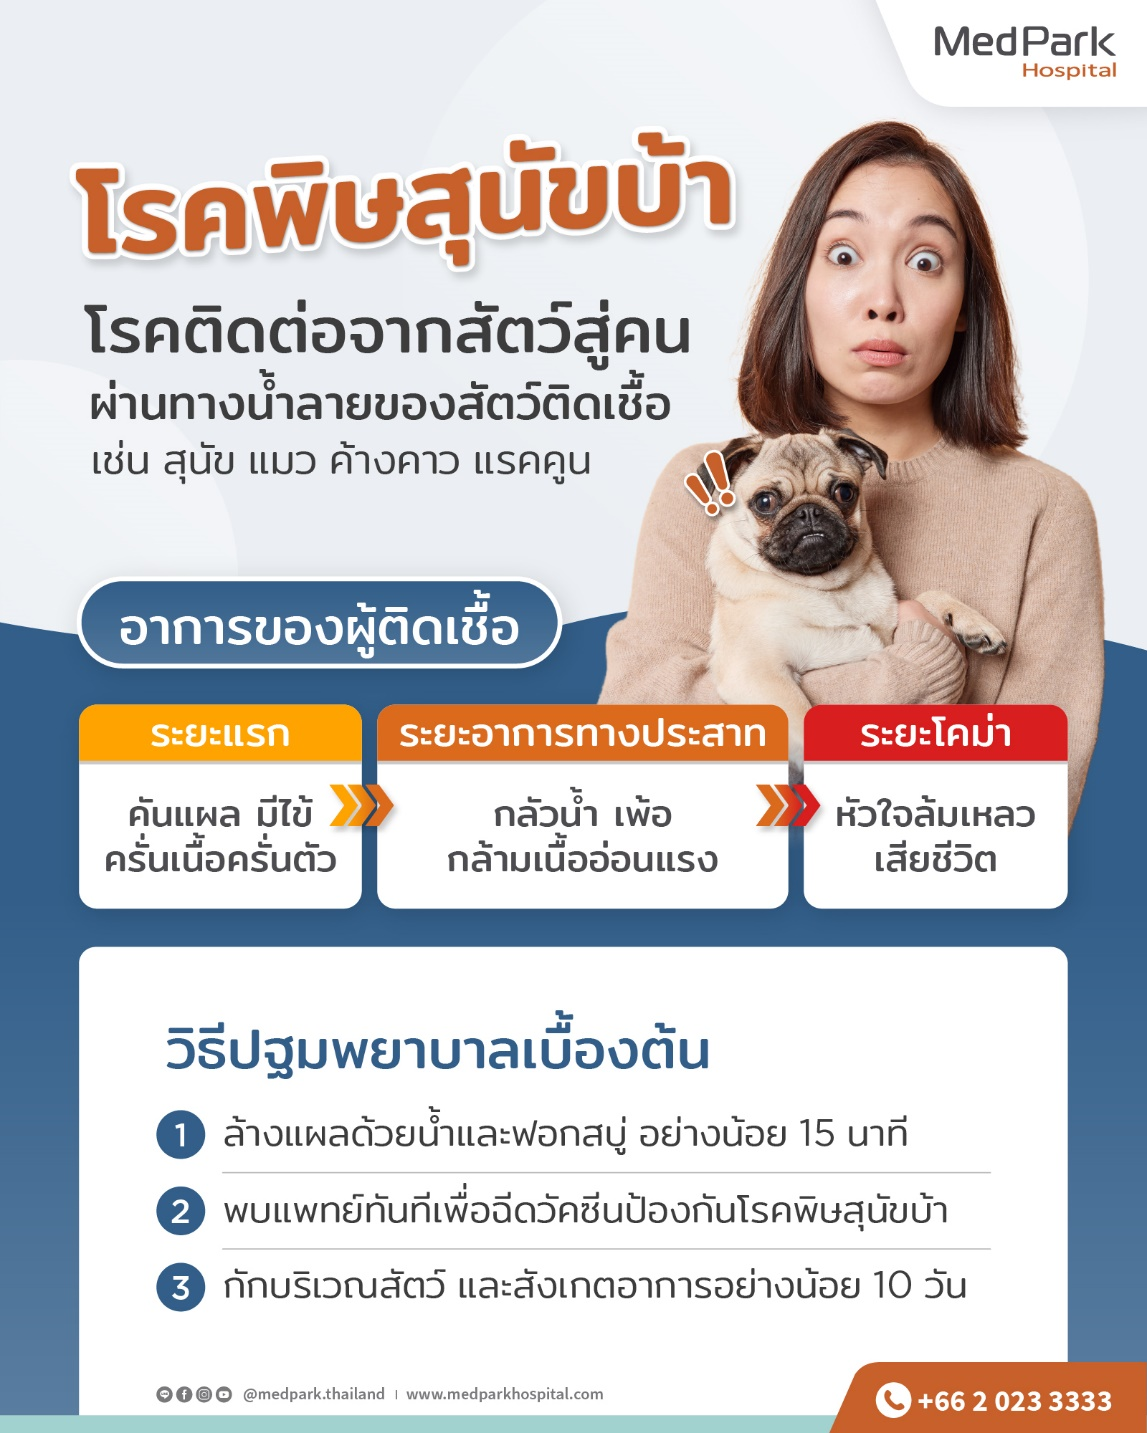 MedPark
Hospital
โรคพิษสุนัขบ้า
โรคติดต่อจากสัตว์สู่คน
ผ่านทางน้ำลายของสัตว์ติดเชื้อ
เช่น สุนัข แมว ค้างคาว แรคคูน
อาการของผู้ติดเชื้อ
ระยะแรก
คันแผล มีไข้
ครั่นเนื้อครั่นตัว
ระยะอาการทางประสาท
กลัวน้ำ เพ้อ
กล้ามเนื้ออ่อนแรง
ระยะโคม่า
หัวใจล้มเหลว
เสียชีวิต
วิธีปฐมพยาบาลเบื้องต้น
1 ล้างแผลด้วยน้ำและฟอกสบู่ อย่างน้อย 15 นาที
2 พบแพทย์ทันทีเพื่อฉีดวัคซีนป้องกันโรคพิษสุนัขบ้า
3 กักบริเวณสัตว์ และสังเกตอาการอย่างน้อย 10 วัน
@medpark.thailand | www.medparkhospital.com
+66 2 023 3333